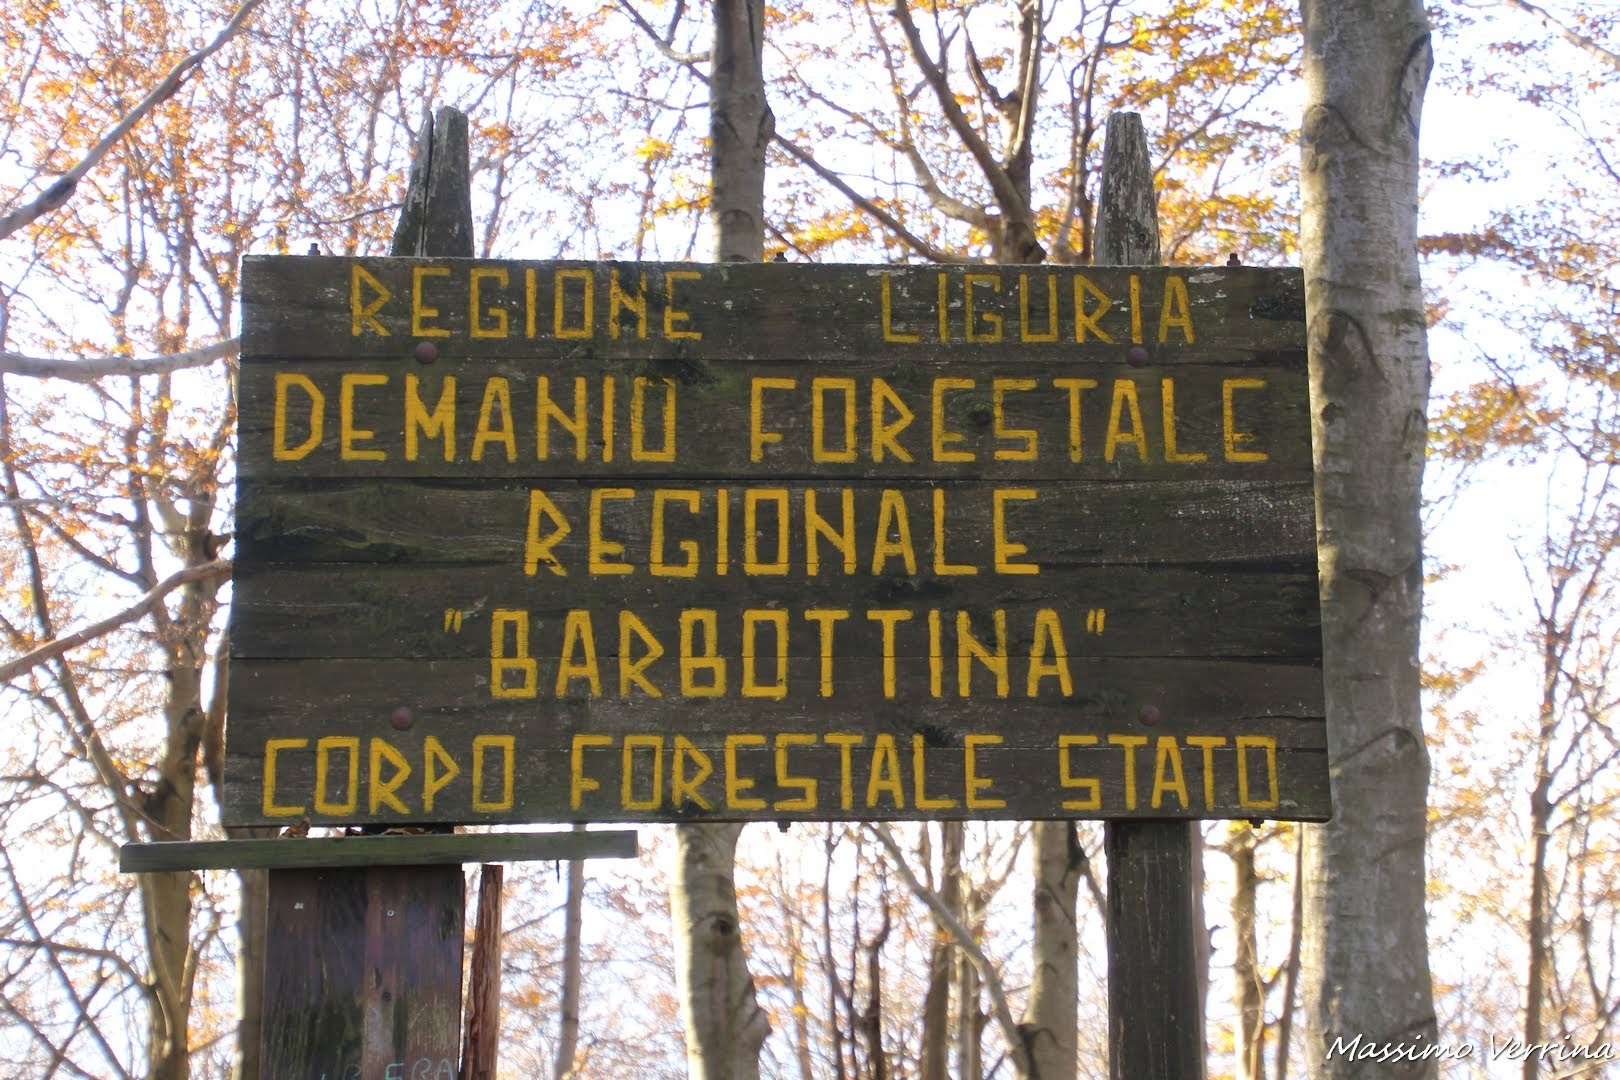 REGIONE LIGURIA
DEMANIO FORESTALE
REGIONALE
"BARBOTTINA"
CORPO FORESTALE STATO
Massimo Verrina